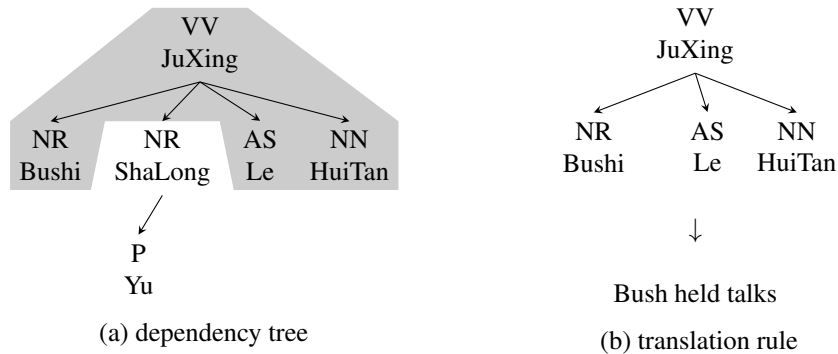 VV
JuXing
NR NR AS NN
Bushi ShaLong Le HuiTan
P
Yu
(a) dependency tree
VV
JuXing
NR AS NN
Bushi Le HuiTan
↓
Bush held talks
(b) translation rule